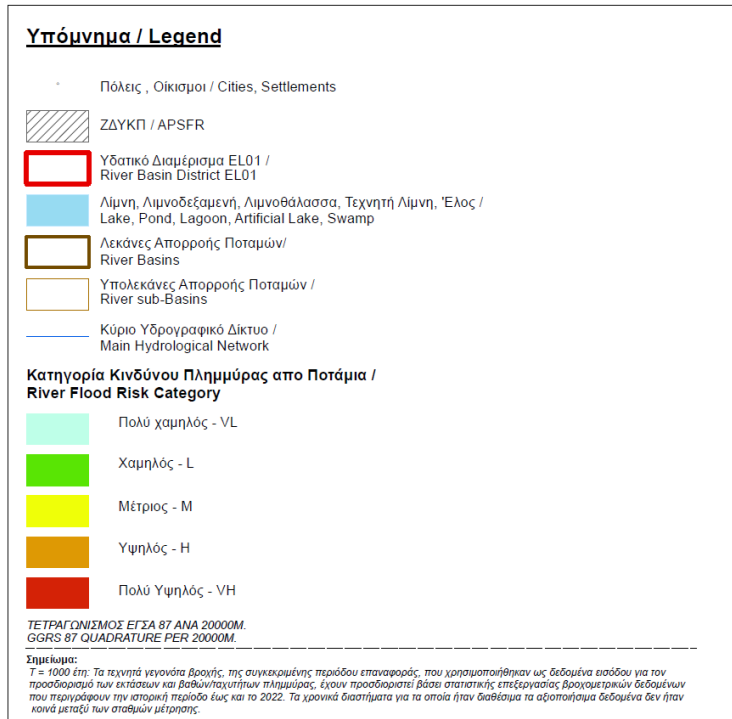 Υπόμνημα / Legend
Πόλεις , Οίκισμοι / Cities, Settlements
ΖΔΥΚΠ / APSFR
Υδατικό Διαμέρισμα EL01 /
River Basin District EL01
Λίμνη, Λιμνοδεξαμενή, Λιμνοθάλασσα, Τεχνητή Λίμνη, 'Ελος /
Lake, Pond, Lagoon, Artificial Lake, Swamp
Λεκάνες Απορροής Ποταμών/
River Basins
Υπολεκάνες Απορροής Ποταμών /
River sub-Basins
Κύριο Υδρογραφικό Δίκτυο /
Main Hydrological Network
Κατηγορία Κινδύνου Πλημμύρας απο Ποτάμια /
River Flood Risk Category
Πολύ χαμηλός - VL
Χαμηλός - L
Μέτριος - M
Υψηλός - H
Πολύ Υψηλός - VH
ΤΕΤΡΑΓΩΝΙΣΜΟΣ ΕΓΣΑ 87 ΑΝΑ 20000Μ.
GGRS 87 QUADRATURE PER 20000M.
Σημείωμα:
Τ = 1000 έτη: Τα τεχνητά γεγονότα βροχής, της συγκεκριμένης περιόδου επαναφοράς, που χρησιμοποιήθηκαν ως δεδομένα εισόδου για τον
προσδιορισμό των εκτάσεων και βαθών/ταχυτήτων πλημμύρας, έχουν προσδιοριστεί βάσει στατιστικής επεξεργασίας βροχομετρικών δεδομένων
που περιγράφουν την ιστορική περίοδο έως και το 2022. Τα χρονικά διαστήματα για τα οποία ήταν διαθέσιμα τα αξιοποιήσιμα δεδομένα δεν ήταν
κοινά μεταξύ των σταθμών μέτρησης.